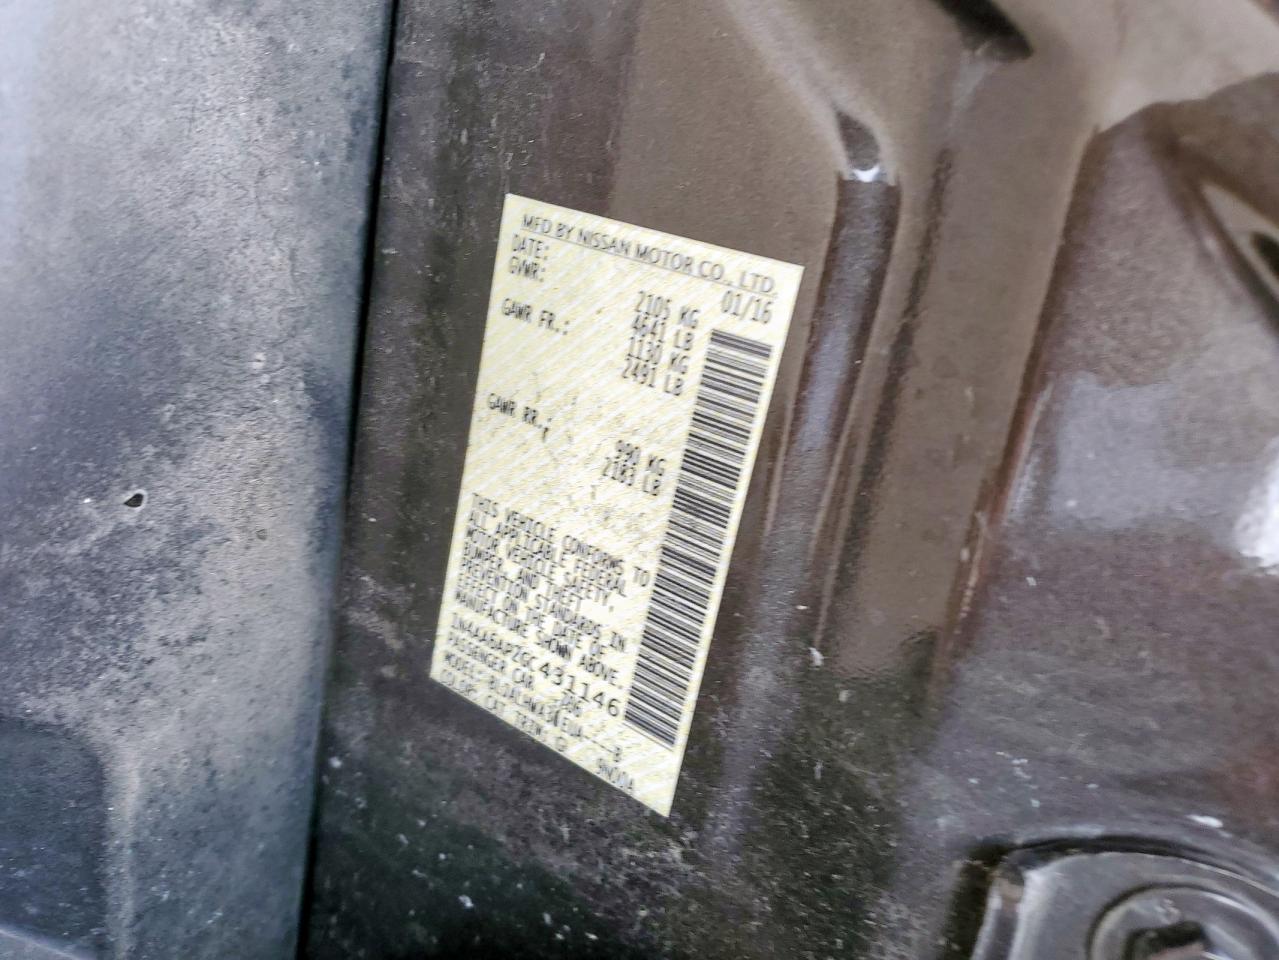 MFD BY NISSAN MOTOR CO., LTD.
DATE: 01/16
GVWR: 2105 KG
4641 LB
GAWR FR.: 1130 KG
2491 LB
GAWR RR.: 990 KG
2183 LB
THIS VEHICLE CONFORMS TO
ALL APPLICABLE FEDERAL
MOTOR VEHICLE SAFETY,
BUMPER, AND THEFT
PREVENTION STANDARDS IN
EFFECT ON THE DATE OF
MANUFACTURE SHOWN ABOVE.
431146
PASSENGER CAR
MODEL:
COLOR: CAT TRIM: G